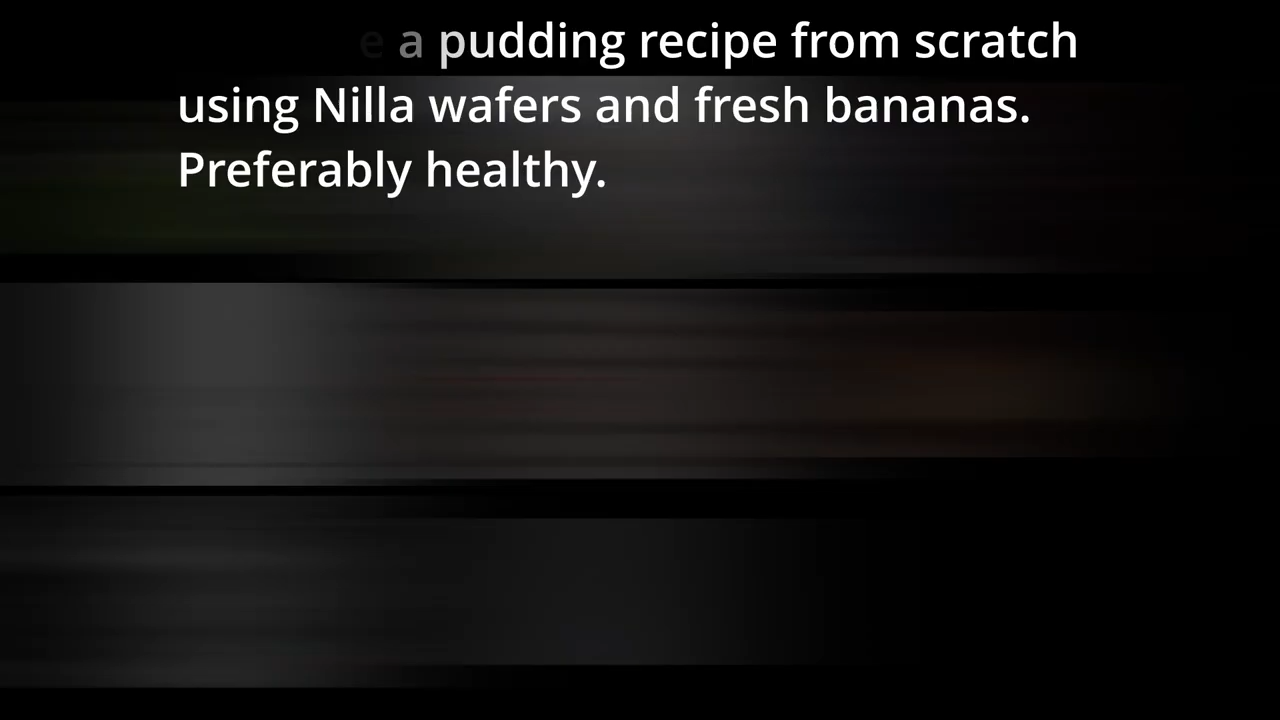 a pudding recipe from scratch
using Nilla wafers and fresh bananas.
Preferably healthy.